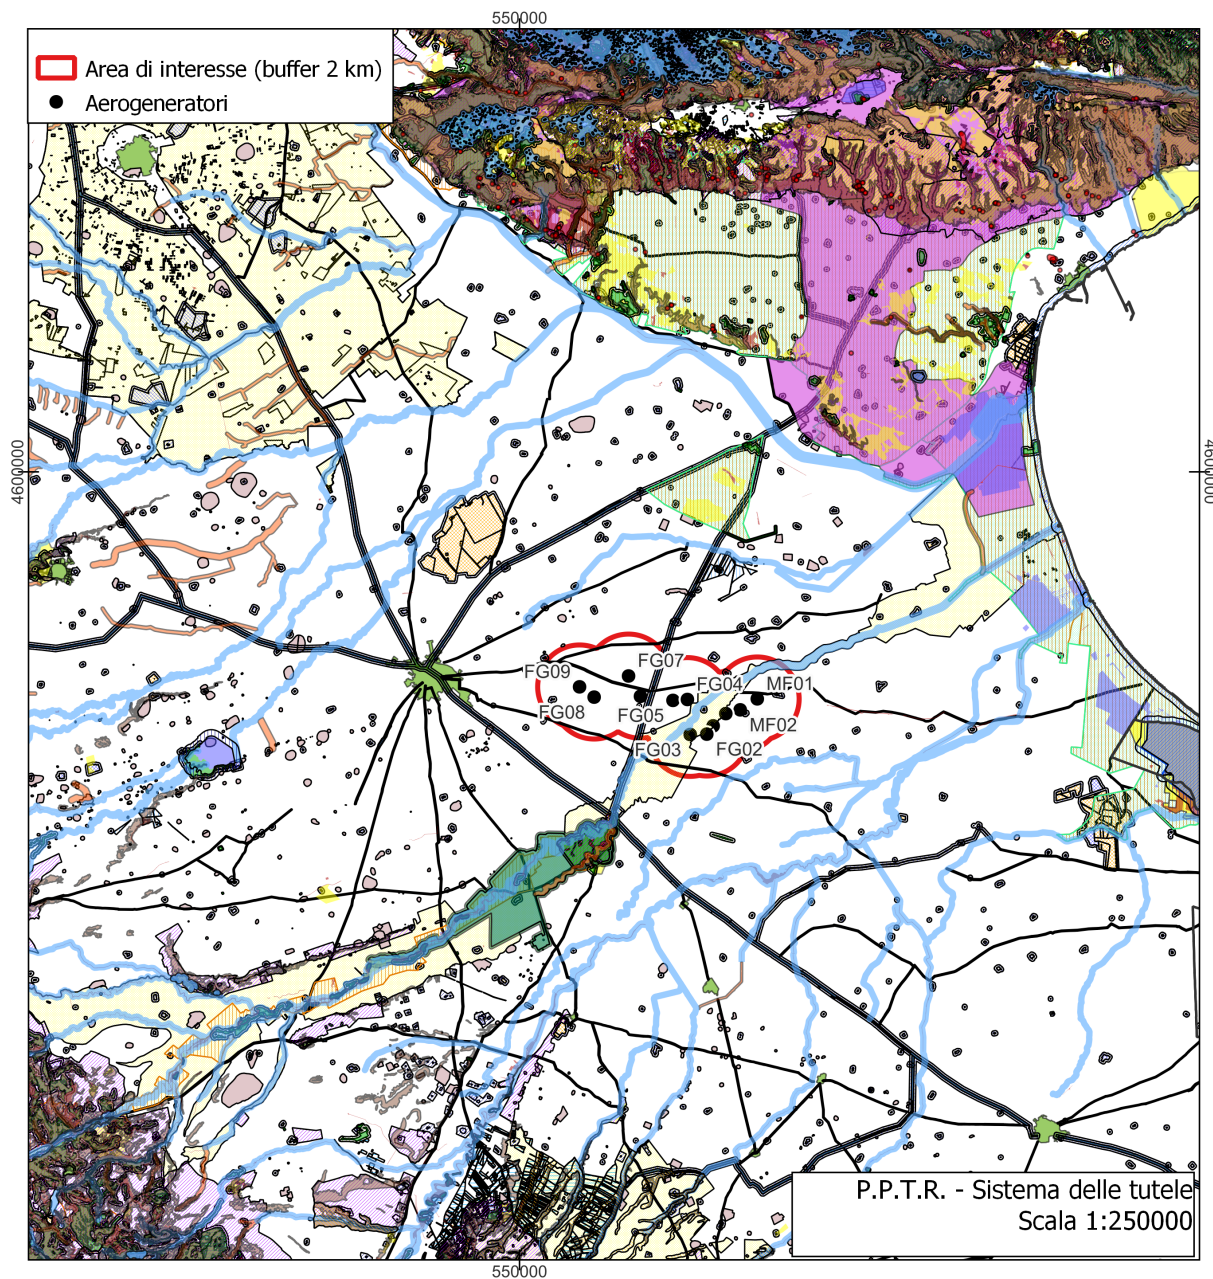 550000
Area di interesse (buffer 2 km)
Aerogeneratori
4600000
4600000
FG07
FG09
FG04
MF01
FG08
FG05
MF02
FG03
FG02
P.P.T.R. - Sistema delle tutele
Scala 1:250000
550000